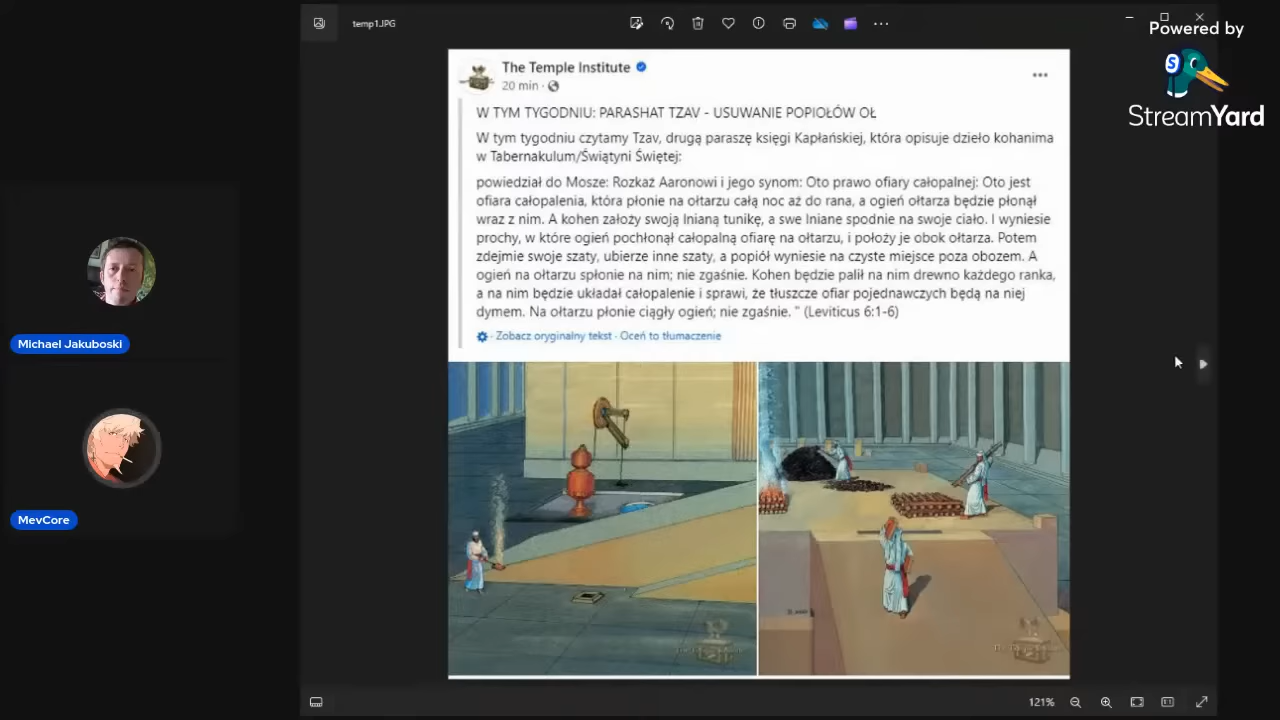 temp1.JPG
Powered by
StreamYard
The Temple Institute
20 min
W TYM TYGODNIU: PARASHAT TZAV - USUWANIE POPIOŁÓW OŁ
W tym tygodniu czytamy Tzav, drugą paraszę księgi Kapłańskiej, która opisuje dzieło kohanima
w Tabernakulum/Świątyni Świętej:
powiedział do Mosze: Rozkaż Aaronowi i jego synom: Oto prawo ofiary całopalnej: Oto jest
ofiara całopalenia, która płonie na ołtarzu całą noc aż do rana, a ogień ołtarza będzie płonął
wraz z nim. A kohen założy swoją lnianą tunikę, a swe lniane spodnie na swoje ciało. I wyniesie
prochy, w które ogień pochłonął całopalną ofiarę na ołtarzu, i położy je obok ołtarza. Potem
zdejmie swoje szaty, ubierze inne szaty, a popiół wyniesie na czyste miejsce poza obozem. A
ogień na ołtarzu spłonie na nim; nie zgaśnie. Kohen będzie palił na nim drewno każdego ranka,
a na nim będzie układał całopalenie i sprawi, że tłuszcze ofiar pojednawczych będą na niej
dymem. Na ołtarzu płonie ciągły ogień; nie zgaśnie. " (Leviticus 6:1-6)
· Zobacz oryginalny tekst · Oceń to tłumaczenie
Michael Jakuboski
MevCore
121%